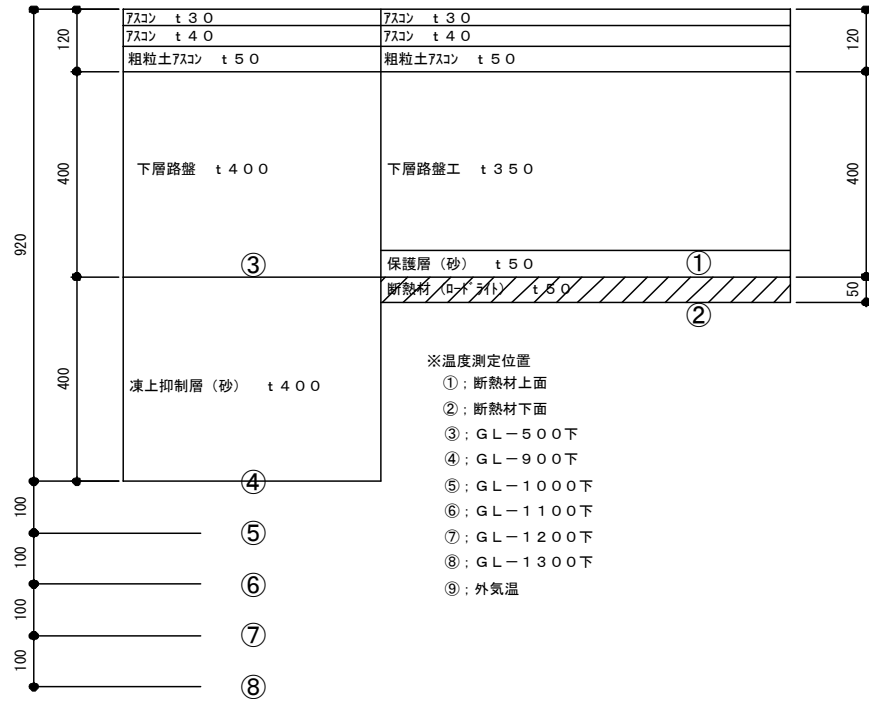 アスコン　ｔ３０　アスコン　ｔ３０
アスコン　ｔ４０　アスコン　ｔ４０
粗粒土アスコン　ｔ５０　粗粒土アスコン　ｔ５０
120
120
下層路盤　ｔ４００
下層路盤工　ｔ３５０
400
400
920
③
保護層（砂）　ｔ５０
①
断熱材（ロードライト）　ｔ５０
50
②
※温度測定位置
①；断熱材上面
凍上抑制層（砂）　ｔ４００
400
②；断熱材下面
③；ＧＬ－５００下
④；ＧＬ－９００下
④
⑤；ＧＬ－１０００下
100
⑥；ＧＬ－１１００下
⑤
⑦；ＧＬ－１２００下
100
⑧；ＧＬ－１３００下
⑥
⑨；外気温
100
⑦
100
⑧